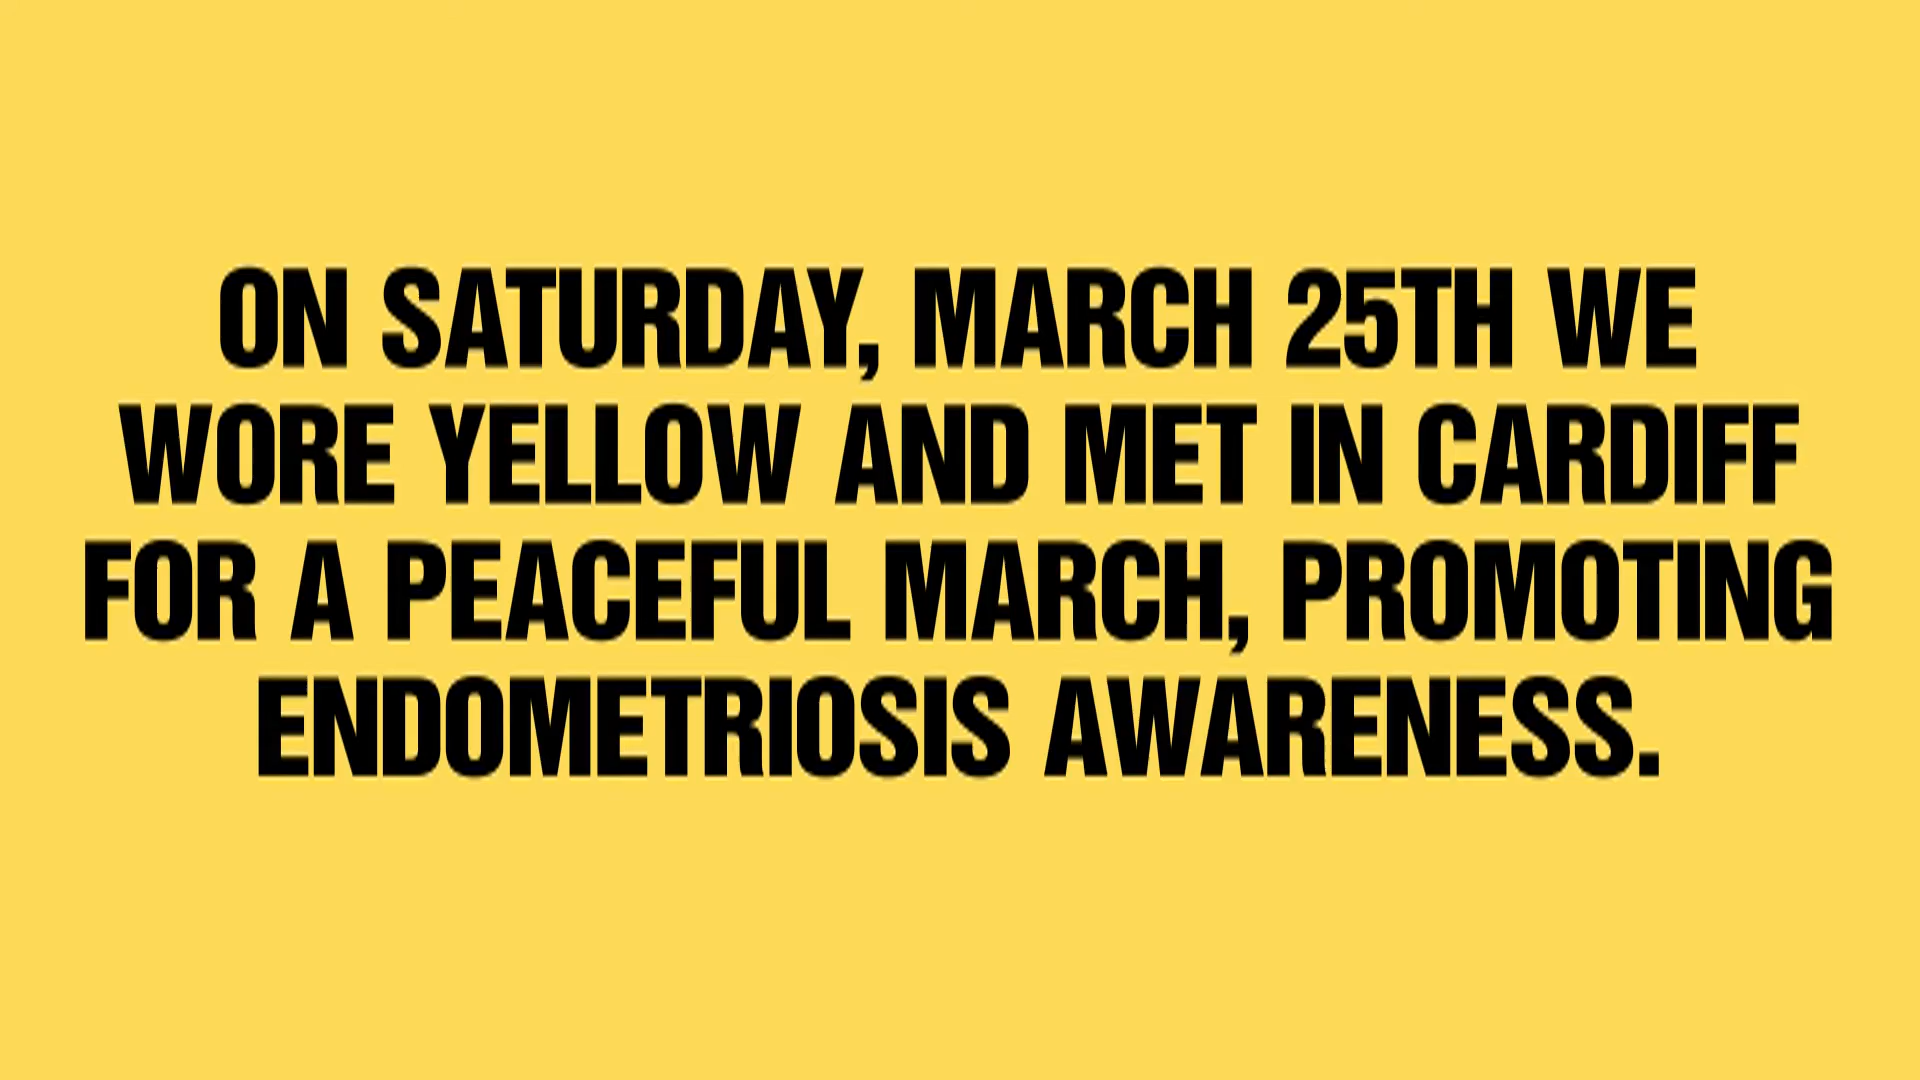 ON SATURDAY, MARCH 25TH WE
WORE YELLOW AND MET IN CARDIFF
FOR A PEACEFUL MARCH, PROMOTING
ENDOMETRIOSIS AWARENESS.